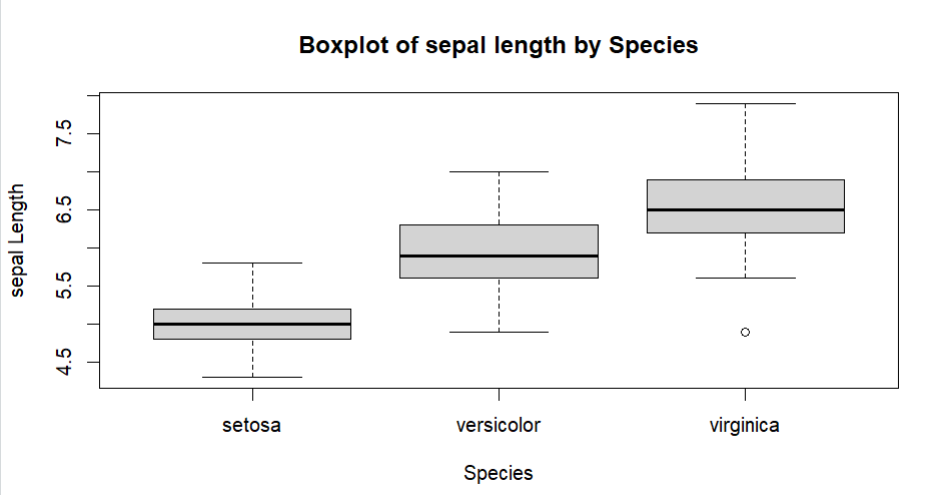 Boxplot of sepal length by Species
sepal Length
7.5
6.5
5.5
4.5
setosa versicolor virginica
Species